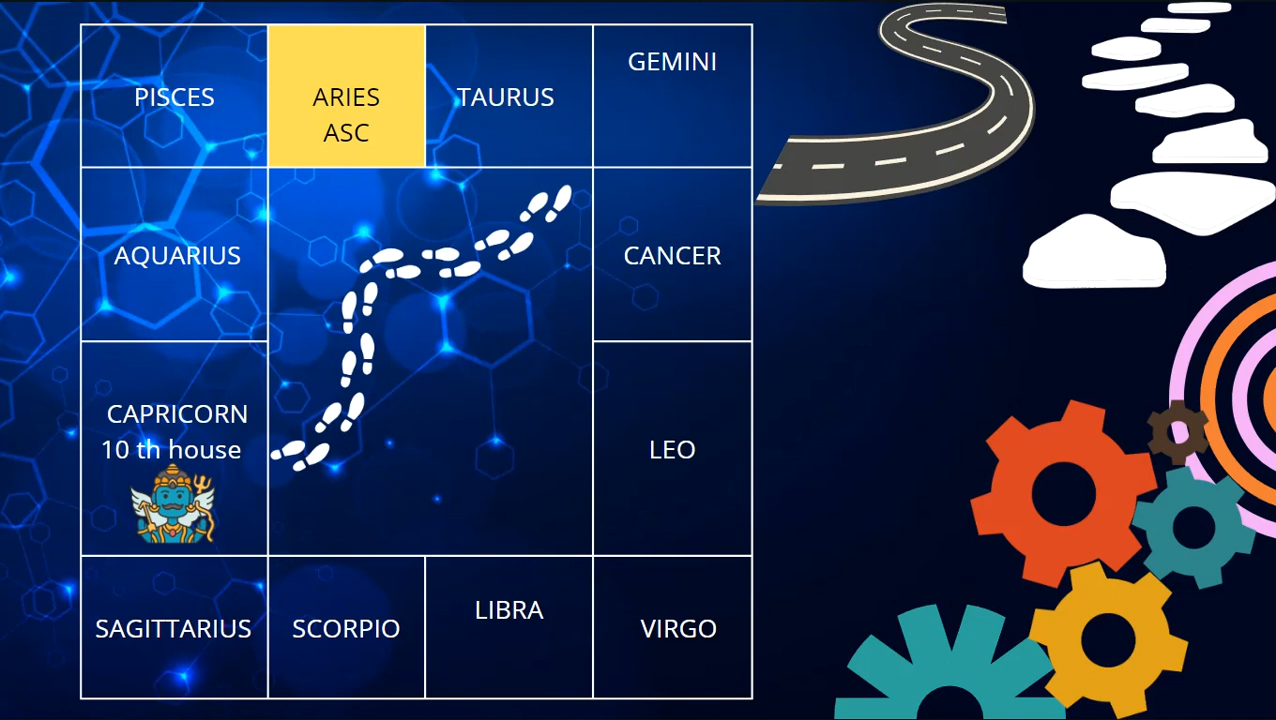 PISCES
ARIES
ASC
TAURUS
GEMINI
AQUARIUS
CANCER
CAPRICORN
10 th house
LEO
SAGITTARIUS
SCORPIO
LIBRA
VIRGO